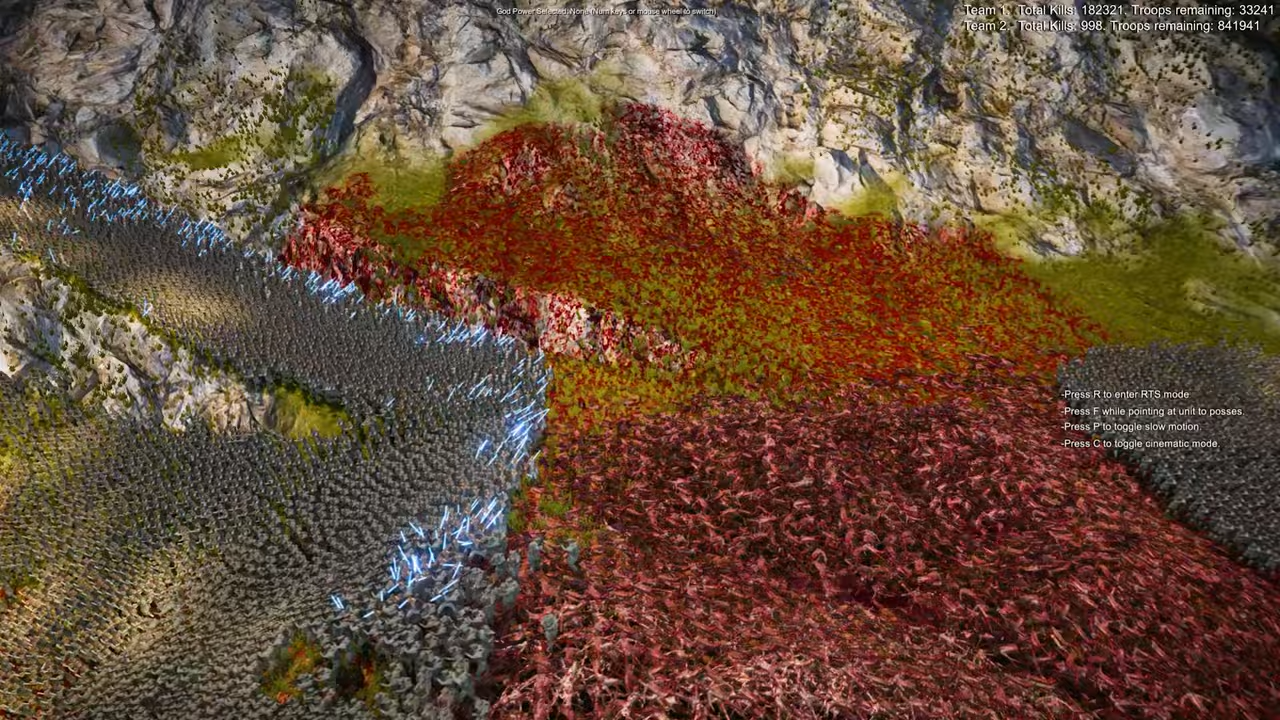 God Power Selected: None (Num keys or mouse wheel to switch)
Team 1. Total Kills: 182321. Troops remaining: 33241
Team 2. Total Kills: 998. Troops remaining: 841941
-Press R to enter RTS mode
-Press F while pointing at unit to posses.
-Press P to toggle slow motion.
-Press C to toggle cinematic mode.